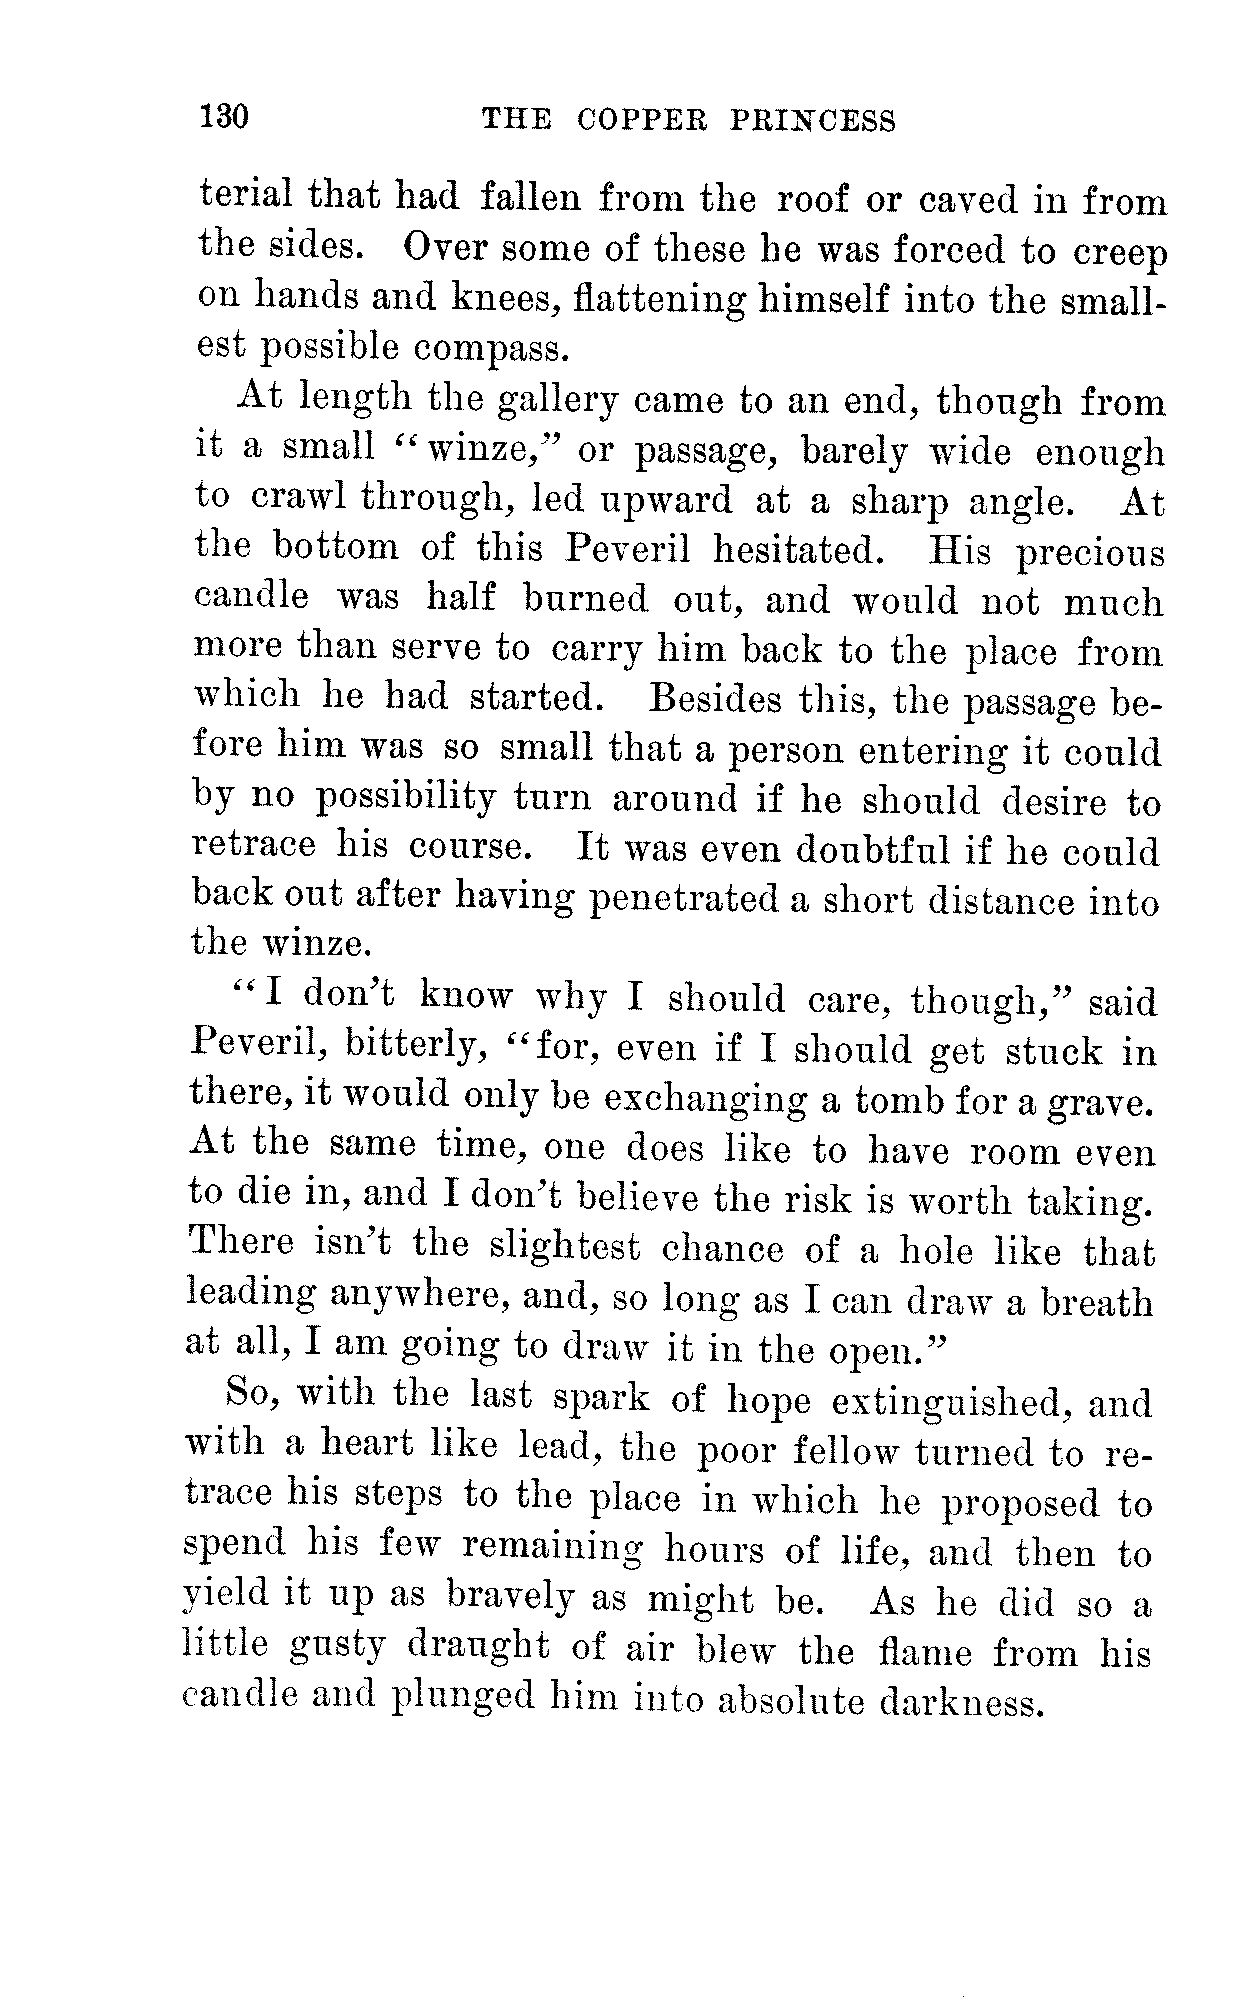 130 THE COPPER PRINCESS
terial that had fallen from the roof or caved in from
the sides. Over some of these he was forced to creep
on hands and knees, flattening himself into the small-
est possible compass.
At length the gallery came to an end, though from
it a small “winze,” or passage, barely wide enough
to crawl through, led upward at a sharp angle. At
the bottom of this Peveril hesitated. His precious
candle was half burned out, and would not much
more than serve to carry him back to the place from
which he had started. Besides this, the passage be-
fore him was so small that a person entering it could
by no possibility turn around if he should desire to
retrace his course. It was even doubtful if he could
back out after having penetrated a short distance into
the winze.
“I don’t know why I should care, though,” said
Peveril, bitterly, “for, even if I should get stuck in
there, it would only be exchanging a tomb for a grave.
At the same time, one does like to have room even
to die in, and I don’t believe the risk is worth taking.
There isn’t the slightest chance of a hole like that
leading anywhere, and, so long as I can draw a breath
at all, I am going to draw it in the open.”
So, with the last spark of hope extinguished, and
with a heart like lead, the poor fellow turned to re-
trace his steps to the place in which he proposed to
spend his few remaining hours of life, and then to
yield it up as bravely as might be. As he did so a
little gusty draught of air blew the flame from his
candle and plunged him into absolute darkness.